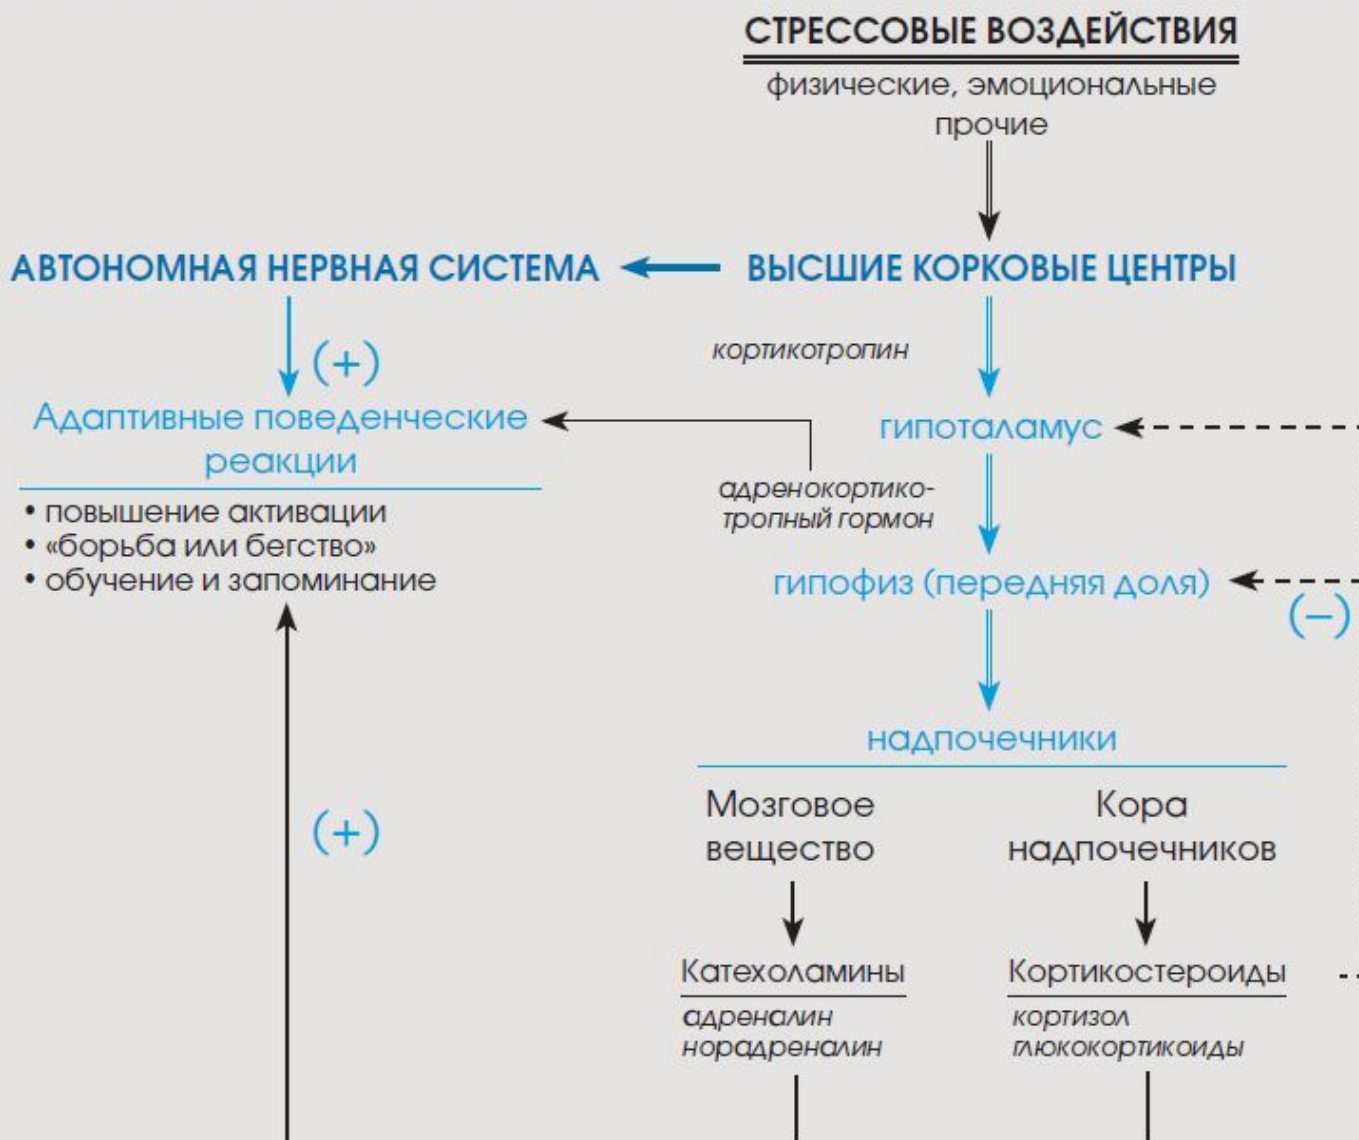 СТРЕССОВЫЕ ВОЗДЕЙСТВИЯ
физические, эмоциональные
прочие
АВТОНОМНАЯ НЕРВНАЯ СИСТЕМА
ВЫСШИЕ КОРКОВЫЕ ЦЕНТРЫ
(+)
кортикотропин
Адаптивные поведенческие
реакции
гипоталамус
• повышение активации
• «борьба или бегство»
• обучение и запоминание
адренокортико-
тропный гормон
гипофиз (передняя доля)
(–)
надпочечники
(+)
Мозговое
вещество
Кора
надпочечников
Катехоламины
адреналин
норадреналин
Кортикостероиды
кортизол
глюкокортикоиды